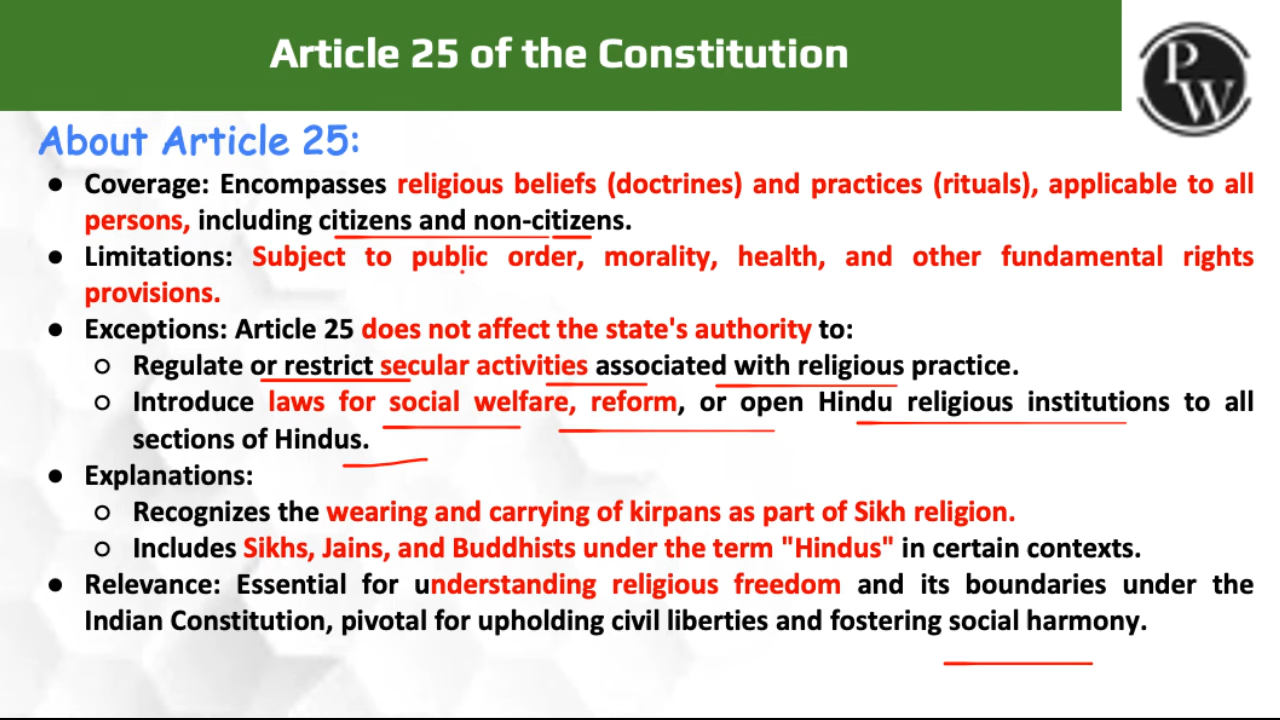 Article 25 of the Constitution
PW
About Article 25:
● Coverage: Encompasses religious beliefs (doctrines) and practices (rituals), applicable to all
persons, including citizens and non-citizens.
● Limitations: Subject to public order, morality, health, and other fundamental rights
provisions.
● Exceptions: Article 25 does not affect the state's authority to:
○ Regulate or restrict secular activities associated with religious practice.
○ Introduce laws for social welfare, reform, or open Hindu religious institutions to all
sections of Hindus.
● Explanations:
○ Recognizes the wearing and carrying of kirpans as part of Sikh religion.
○ Includes Sikhs, Jains, and Buddhists under the term "Hindus" in certain contexts.
● Relevance: Essential for understanding religious freedom and its boundaries under the
Indian Constitution, pivotal for upholding civil liberties and fostering social harmony.